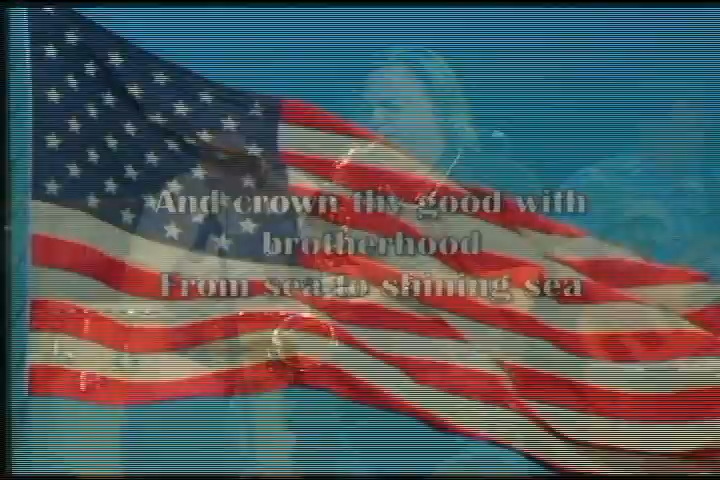 And crown thy good with
brotherhood
From sea to shining sea